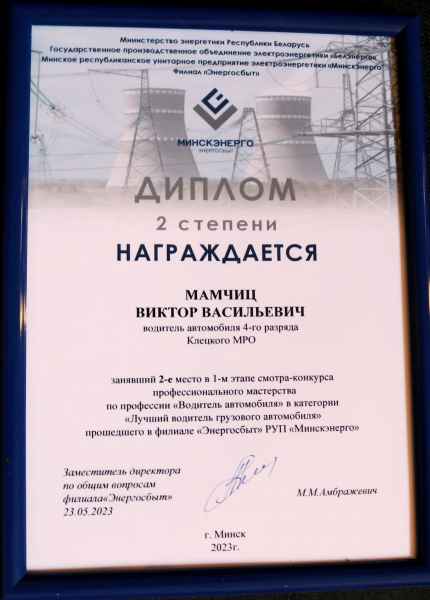 Министерство энергетики Республики Беларусь
Государственное производственное объединение электроэнергетики «Белэнерго»
Минское республиканское унитарное предприятие электроэнергетики «Минскэнерго»
Филиал «Энергосбыт»
МИНСКЭНЕРГО
ЭНЕРГОСБЫТ
ДИПЛОМ
2 степени
НАГРАЖДАЕТСЯ
МАМЧИЦ
ВИКТОР ВАСИЛЬЕВИЧ
водитель автомобиля 4-го разряда
Клецкого МРО
занявший 2-е место в 1-м этапе смотра-конкурса
профессионального мастерства
по профессии «Водитель автомобиля» в категории
«Лучший водитель грузового автомобиля»
прошедшего в филиале «Энергосбыт» РУП «Минскэнерго»
Заместитель директора
по общим вопросам
филиала«Энергосбыт»
23.05.2023
М.М.Амбражевич
г. Минск
2023г.